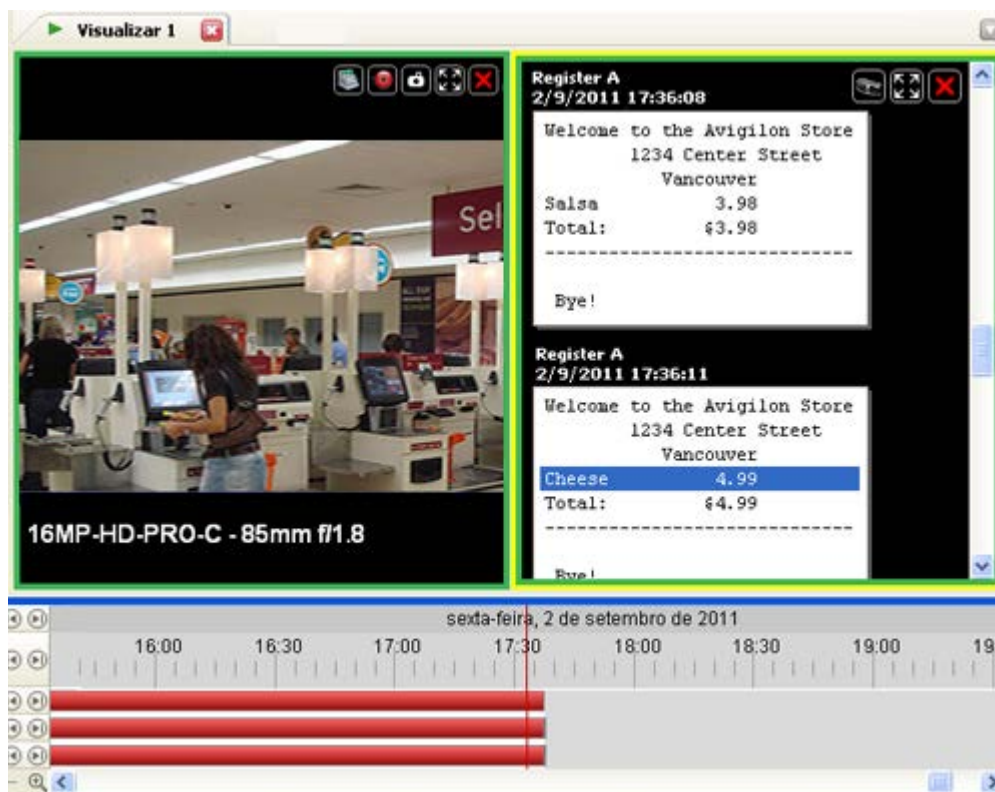 Visualizar 1
Sel
16MP-HD-PRO-C - 85mm f/1.8
Register A
2/9/2011 17:36:08
Welcome to the Avigilon Store
1234 Center Street
Vancouver
Salsa 3.98
Total: $3.98
-----------------------------
Bye!
Register A
2/9/2011 17:36:11
Welcome to the Avigilon Store
1234 Center Street
Vancouver
Cheese 4.99
Total: $4.99
-----------------------------
Bye!
sexta-feira, 2 de setembro de 2011
16:00 16:30 17:00 17:30 18:00 18:30 19:00 19